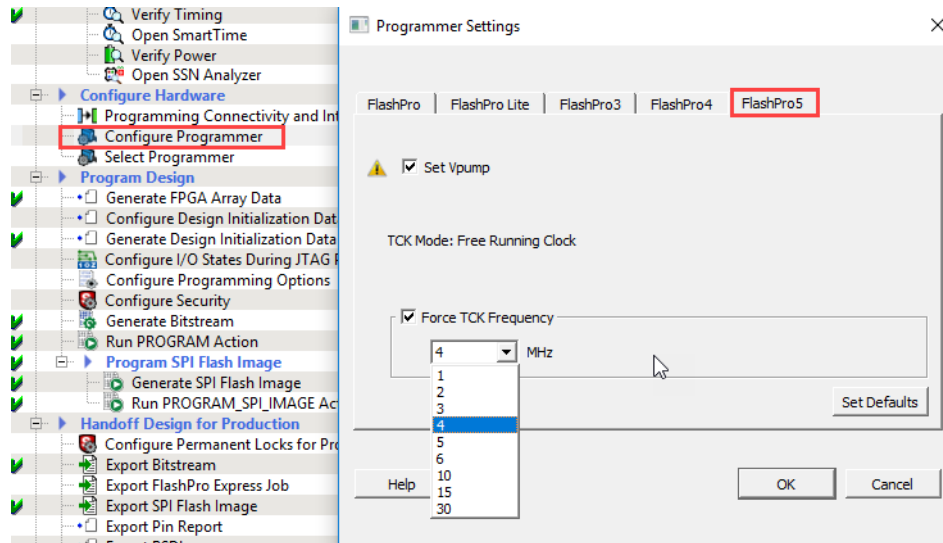 Verify Timing
Open SmartTime
Verify Power
Open SSN Analyzer
Configure Hardware
Programming Connectivity and Int
Configure Programmer
Select Programmer
Program Design
Generate FPGA Array Data
Configure Design Initialization Dat
Generate Design Initialization Data
Configure I/O States During JTAG P
Configure Programming Options
Configure Security
Generate Bitstream
Run PROGRAM Action
Program SPI Flash Image
Generate SPI Flash Image
Run PROGRAM_SPI_IMAGE Ac
Handoff Design for Production
Configure Permanent Locks for Pro
Export Bitstream
Export FlashPro Express Job
Export SPI Flash Image
Export Pin Report
Programmer Settings
FlashPro FlashPro Lite FlashPro3 FlashPro4 FlashPro5
Set Vpump
TCK Mode: Free Running Clock
Force TCK Frequency
4 MHz
1
2
3
4
5
6
10
15
30
Set Defaults
Help OK Cancel